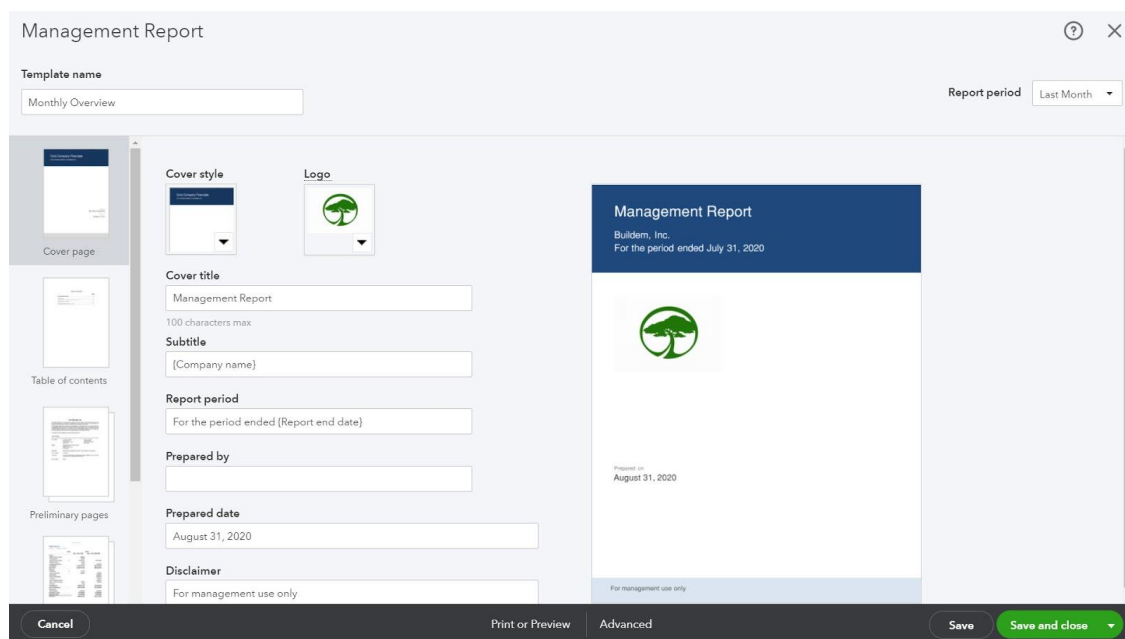 Management Report
Template name
Monthly Overview
Report period
Last Month
Cover page
Table of contents
Preliminary pages
Cover style
Logo
Cover title
Management Report
100 characters max
Subtitle
{Company name}
Report period
For the period ended {Report end date}
Prepared by
Prepared date
August 31, 2020
Disclaimer
For management use only
Management Report
Buildem, Inc.
For the period ended July 31, 2020
Prepared on
August 31, 2020
For management use only
Cancel
Print or Preview
Advanced
Save
Save and close